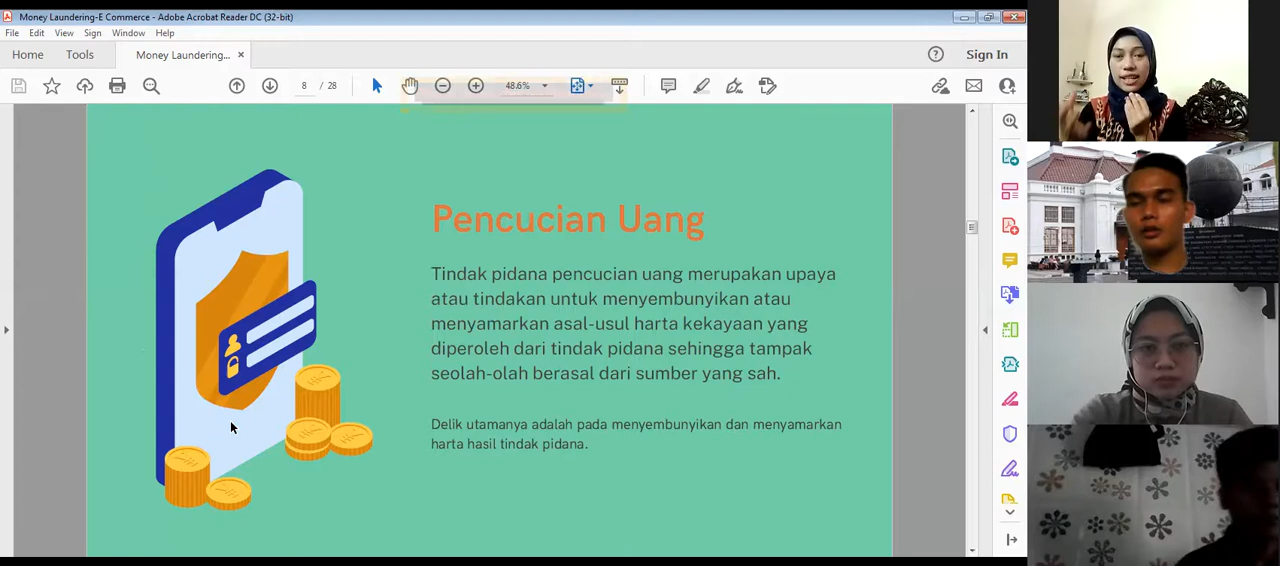 Money Laundering-E Commerce - Adobe Acrobat Reader DC (32-bit)
File Edit View Sign Window Help
Home Tools Money Laundering... × ? Sign In
8 / 28 48.6%
Pencucian Uang
Tindak pidana pencucian uang merupakan upaya
atau tindakan untuk menyembunyikan atau
menyamarkan asal-usul harta kekayaan yang
diperoleh dari tindak pidana sehingga tampak
seolah-olah berasal dari sumber yang sah.
Delik utamanya adalah pada menyembunyikan dan menyamarkan
harta hasil tindak pidana.